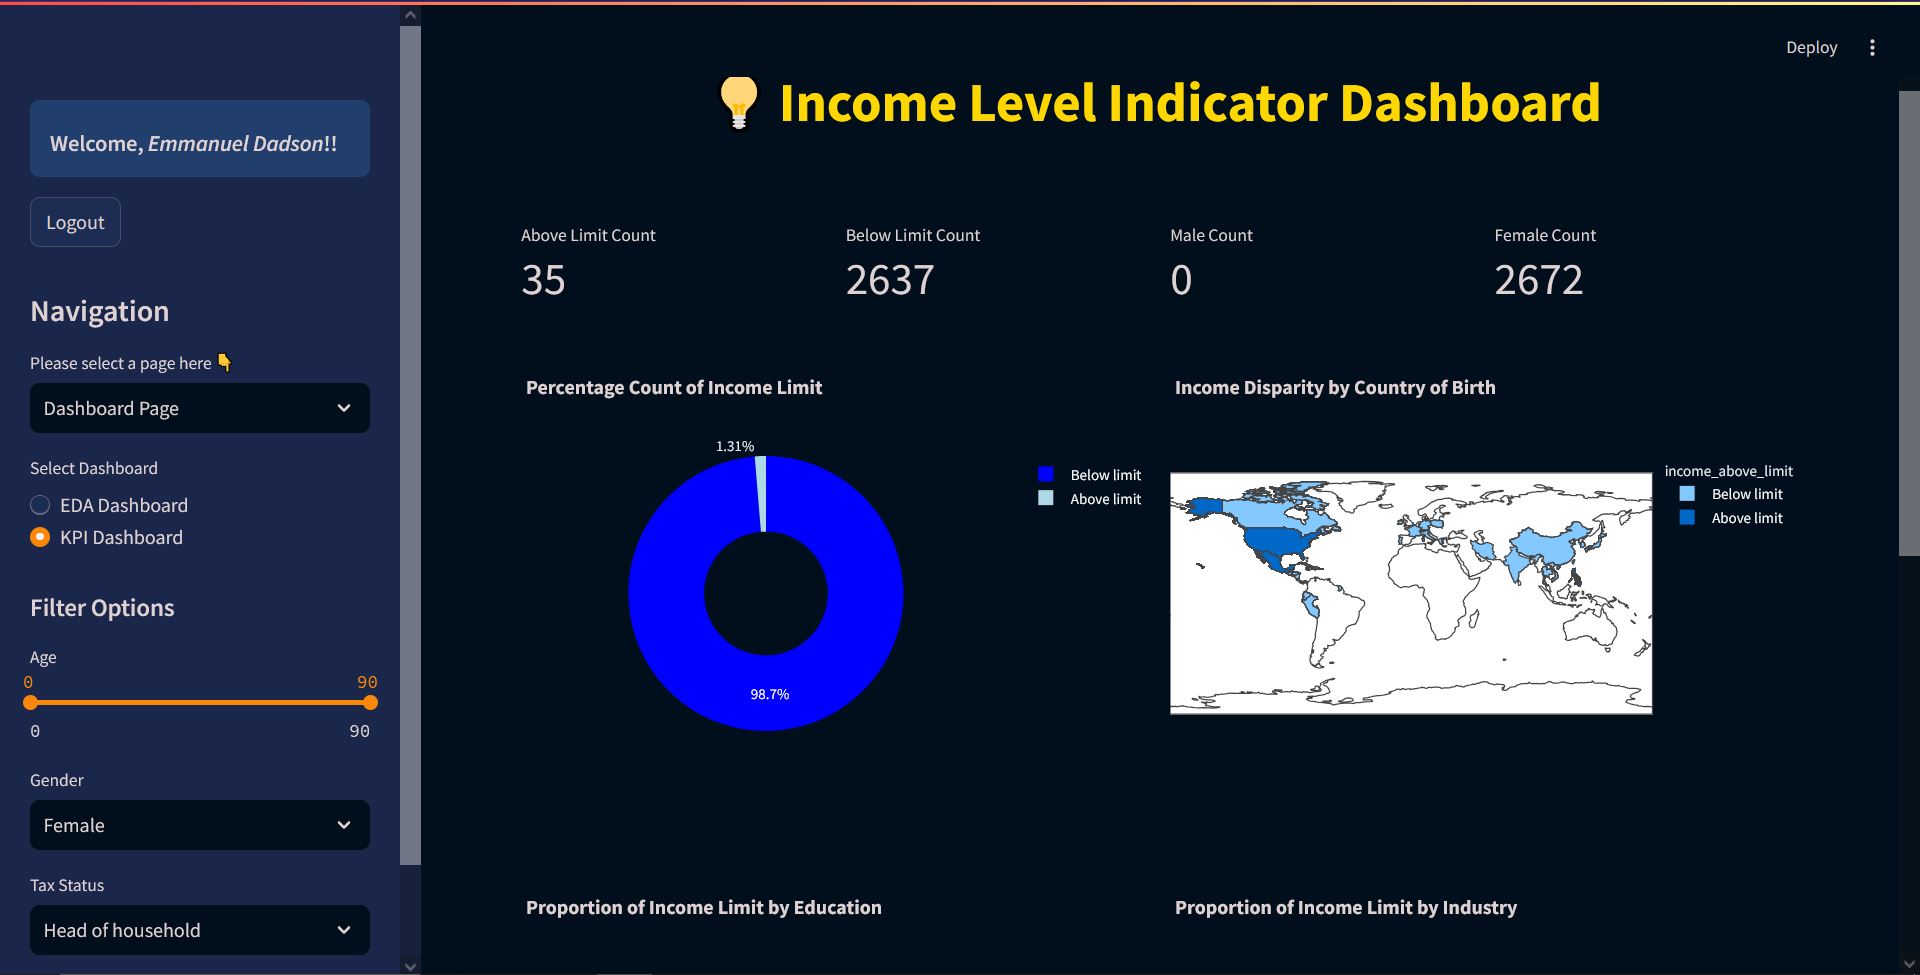 Deploy
Welcome, Emmanuel Dadson!!
Logout
Navigation
Please select a page here 👇
Dashboard Page
Select Dashboard
EDA Dashboard
KPI Dashboard
Filter Options
Age
0 90
0 90
Gender
Female
Tax Status
Head of household
💡 Income Level Indicator Dashboard
Above Limit Count
35
Below Limit Count
2637
Male Count
0
Female Count
2672
Percentage Count of Income Limit
1.31%
98.7%
Below limit
Above limit
Income Disparity by Country of Birth
income_above_limit
Below limit
Above limit
Proportion of Income Limit by Education
Proportion of Income Limit by Industry